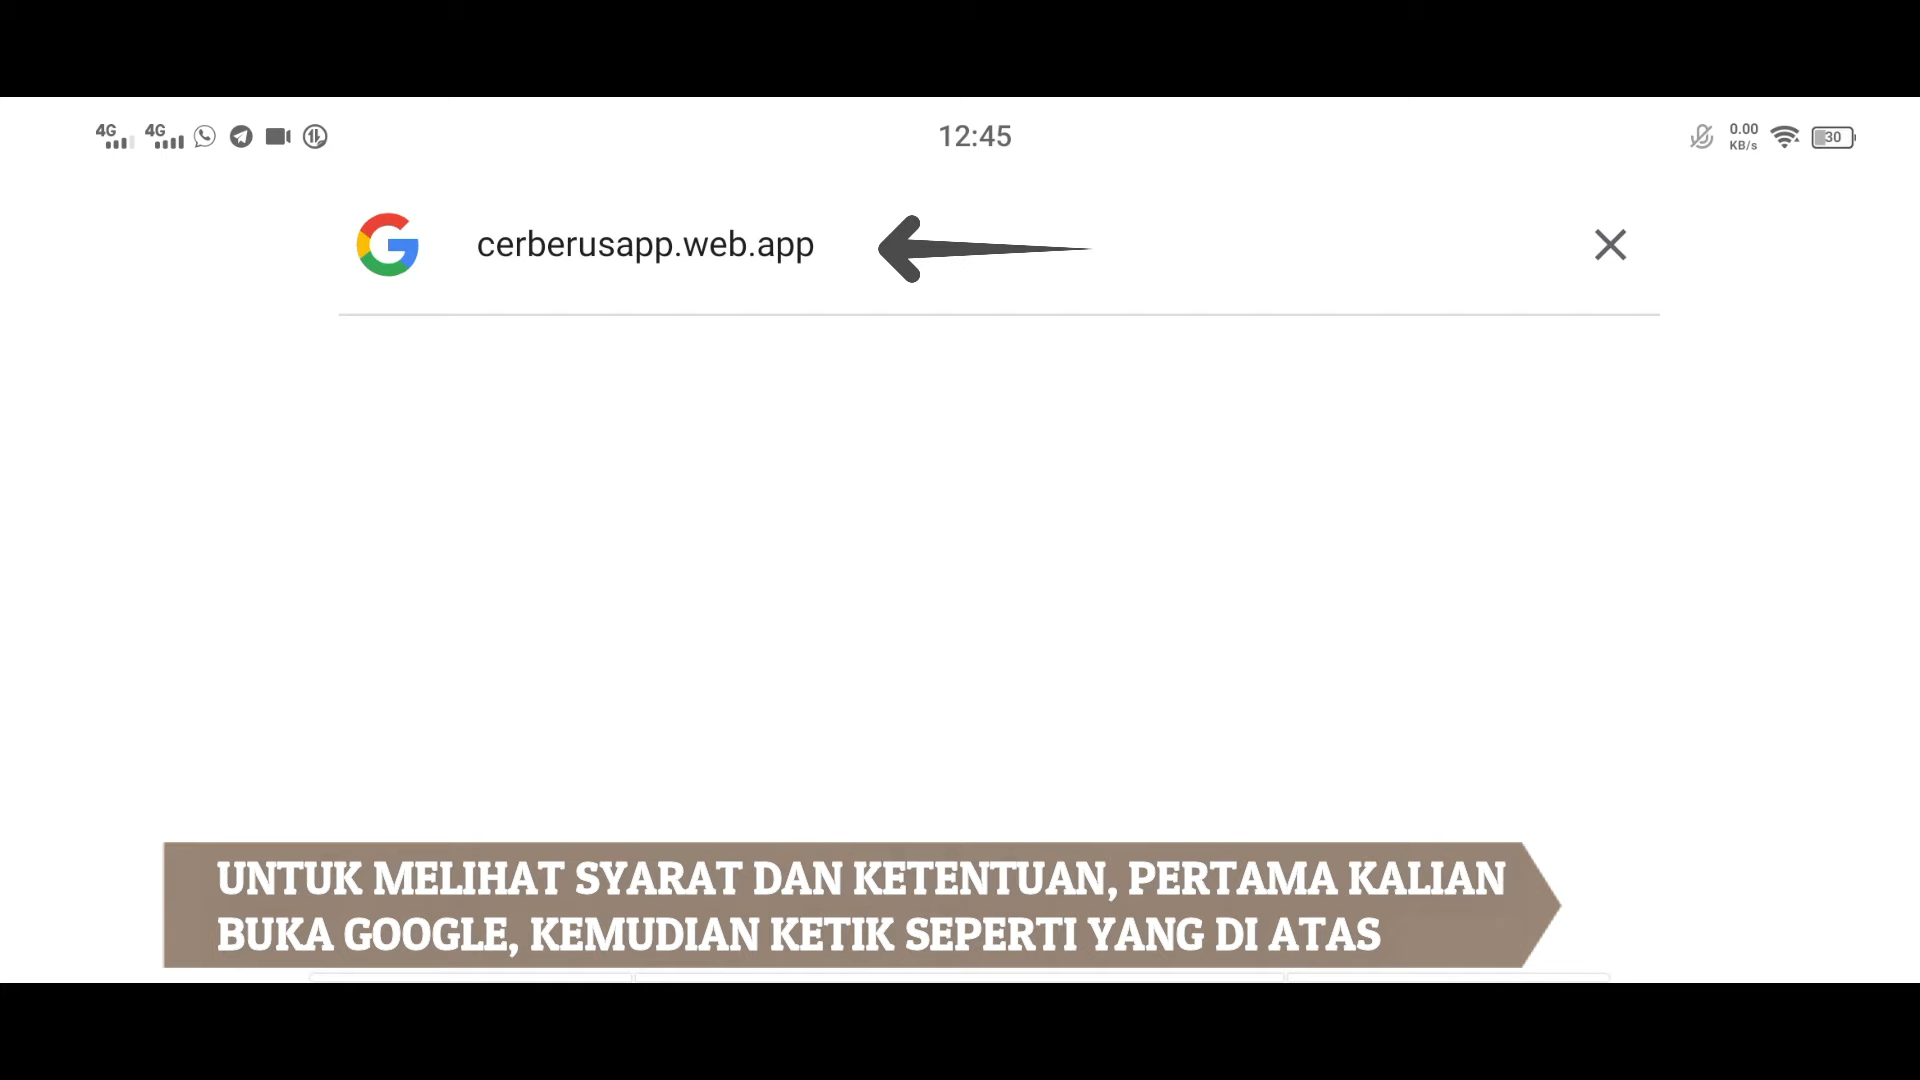 4G 4G 12:45 0.00 KB/s 30
cerberusapp.web.app
UNTUK MELIHAT SYARAT DAN KETENTUAN, PERTAMA KALIAN
BUKA GOOGLE, KEMUDIAN KETIK SEPERTI YANG DI ATAS